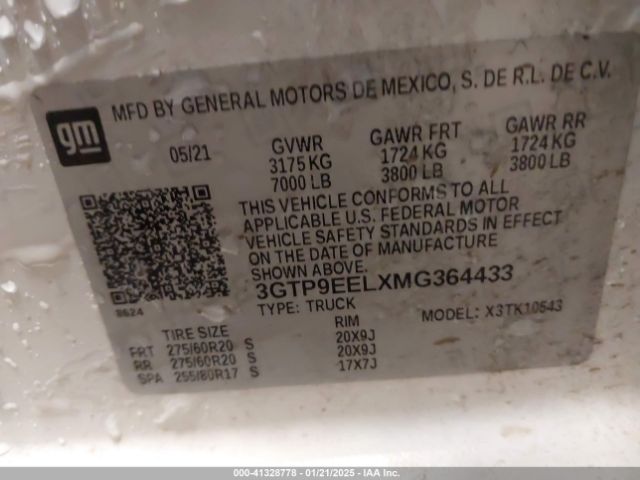 MFD BY GENERAL MOTORS DE MEXICO, S. DE R.L. DE C.V.
gm
05/21 GVWR GAWR FRT GAWR RR
3175 KG 1724 KG 1724 KG
7000 LB 3800 LB 3800 LB
THIS VEHICLE CONFORMS TO ALL
APPLICABLE U.S. FEDERAL MOTOR
VEHICLE SAFETY STANDARDS IN EFFECT
ON THE DATE OF MANUFACTURE
SHOWN ABOVE.
3GTP9EELXMG364433
8624 TYPE: TRUCK MODEL: X3TK10543
TIRE SIZE RIM
FRT 275/60R20 S 20X9J
RR 275/60R20 S 20X9J
SPA 255/80R17 S 17X7J
000-41328778 - 01/21/2025 - IAA Inc.